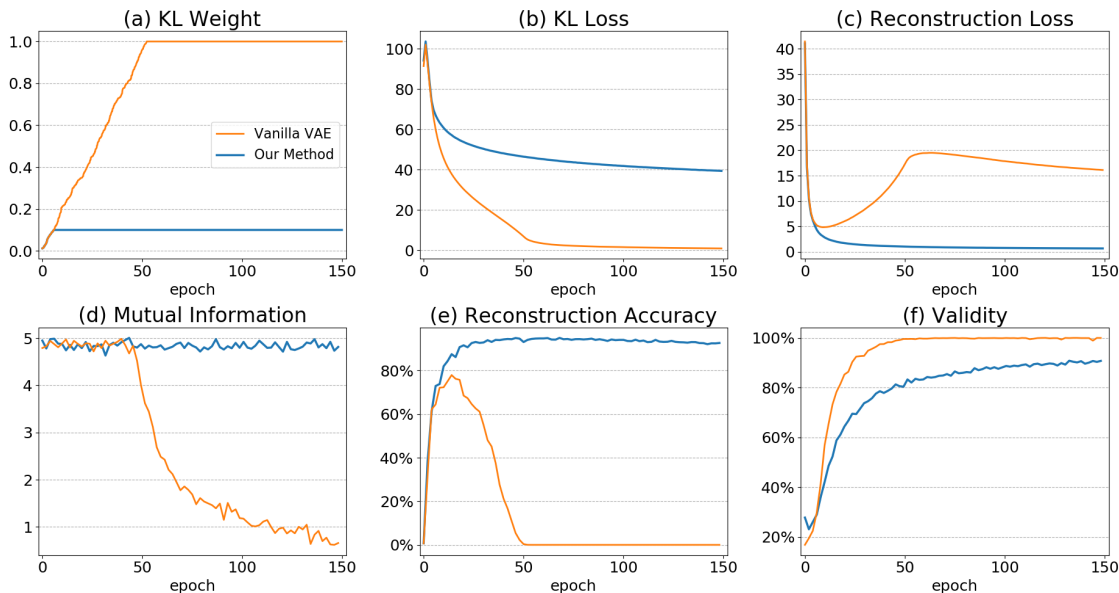 (a) KL Weight
1.0
0.8
0.6
0.4
0.2
0.0
Vanilla VAE
Our Method
0 50 100 150
epoch
(b) KL Loss
100
80
60
40
20
0
0 50 100 150
epoch
(c) Reconstruction Loss
40
35
30
25
20
15
10
5
0
0 50 100 150
epoch
(d) Mutual Information
5
4
3
2
1
0 50 100 150
epoch
(e) Reconstruction Accuracy
80%
60%
40%
20%
0%
0 50 100 150
epoch
(f) Validity
100%
80%
60%
40%
20%
0 50 100 150
epoch